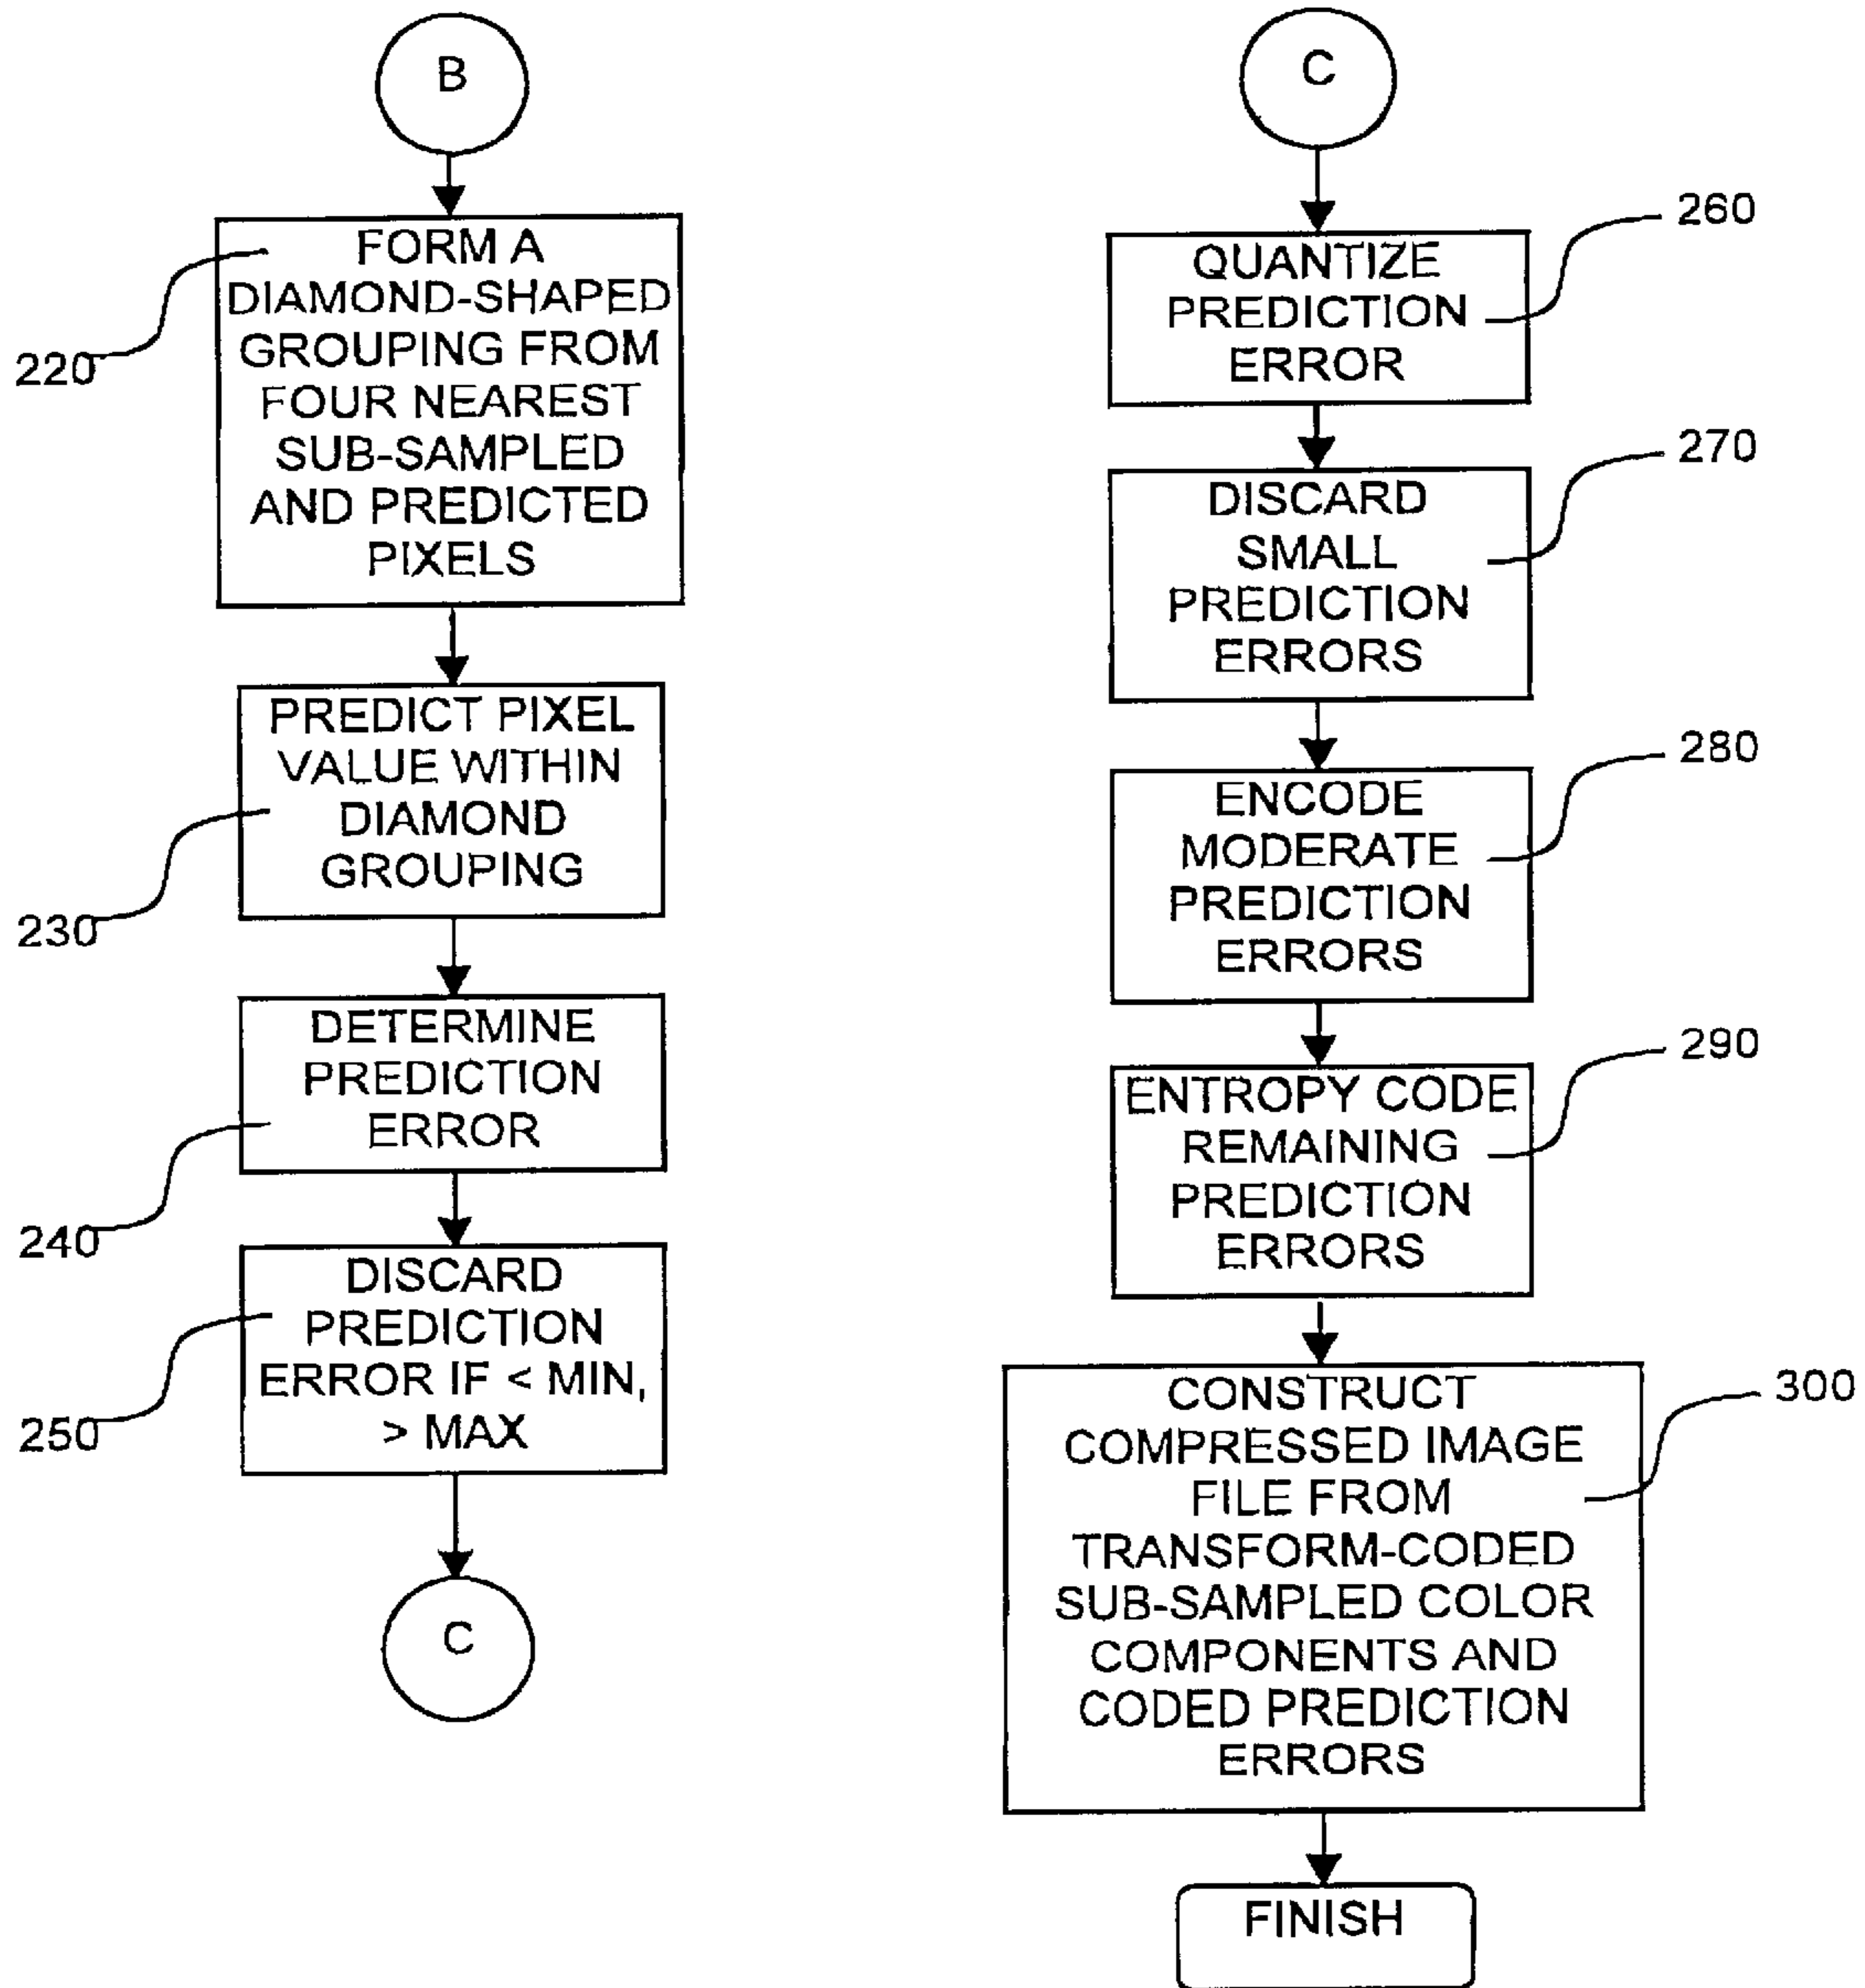 B
220
FORM A
DIAMOND-SHAPED
GROUPING FROM
FOUR NEAREST
SUB-SAMPLED
AND PREDICTED
PIXELS
230
PREDICT PIXEL
VALUE WITHIN
DIAMOND
GROUPING
240
DETERMINE
PREDICTION
ERROR
250
DISCARD
PREDICTION
ERROR IF < MIN,
> MAX
C
C
260
QUANTIZE
PREDICTION
ERROR
270
DISCARD
SMALL
PREDICTION
ERRORS
280
ENCODE
MODERATE
PREDICTION
ERRORS
290
ENTROPY CODE
REMAINING
PREDICTION
ERRORS
300
CONSTRUCT
COMPRESSED IMAGE
FILE FROM
TRANSFORM-CODED
SUB-SAMPLED COLOR
COMPONENTS AND
CODED PREDICTION
ERRORS
FINISH